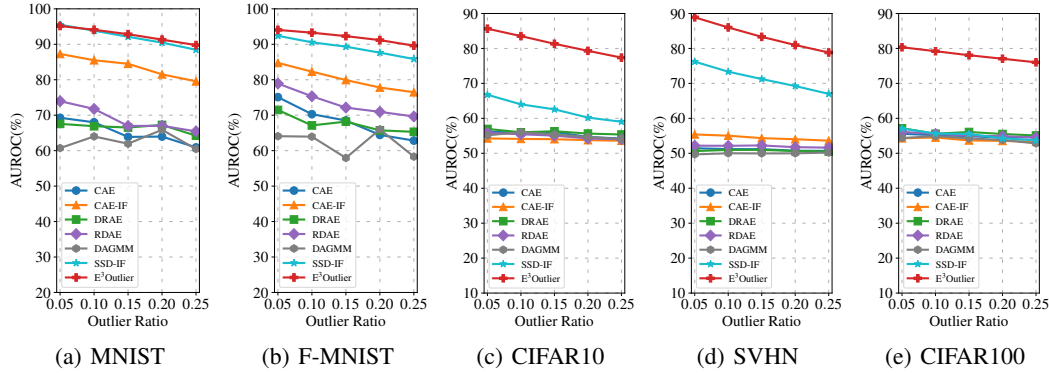 100
90
80
70
60
50
40
30
20
AUROC(%)
0.05 0.10 0.15 0.20 0.25
Outlier Ratio
CAE
CAE-IF
DRAE
RDAE
DAGMM
SSD-IF
E³Outlier
(a) MNIST
100
90
80
70
60
50
40
30
20
AUROC(%)
0.05 0.10 0.15 0.20 0.25
Outlier Ratio
CAE
CAE-IF
DRAE
RDAE
DAGMM
SSD-IF
E³Outlier
(b) F-MNIST
90
80
70
60
50
40
30
20
10
AUROC(%)
0.05 0.10 0.15 0.20 0.25
Outlier Ratio
CAE
CAE-IF
DRAE
RDAE
DAGMM
SSD-IF
E³Outlier
(c) CIFAR10
90
80
70
60
50
40
30
20
10
AUROC(%)
0.05 0.10 0.15 0.20 0.25
Outlier Ratio
CAE
CAE-IF
DRAE
RDAE
DAGMM
SSD-IF
E³Outlier
(d) SVHN
90
80
70
60
50
40
30
20
10
AUROC(%)
0.05 0.10 0.15 0.20 0.25
Outlier Ratio
CAE
CAE-IF
DRAE
RDAE
DAGMM
SSD-IF
E³Outlier
(e) CIFAR100